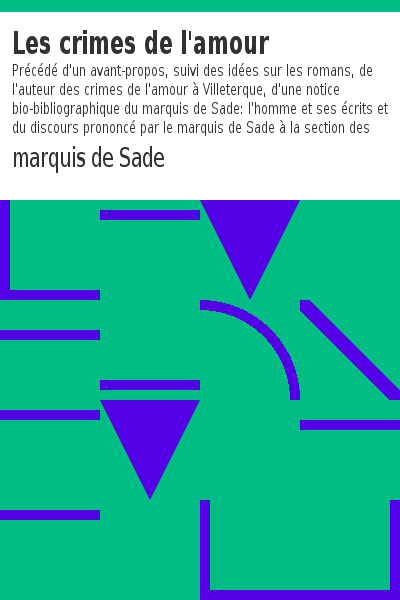 Les crimes de l'amour
Précédé d'un avant-propos, suivi des idées sur les romans, de
l'auteur des crimes de l'amour à Villeterque, d'une notice
bio-bibliographique du marquis de Sade: l'homme et ses écrits et
du discours prononcé par le marquis de Sade à la section des
marquis de Sade